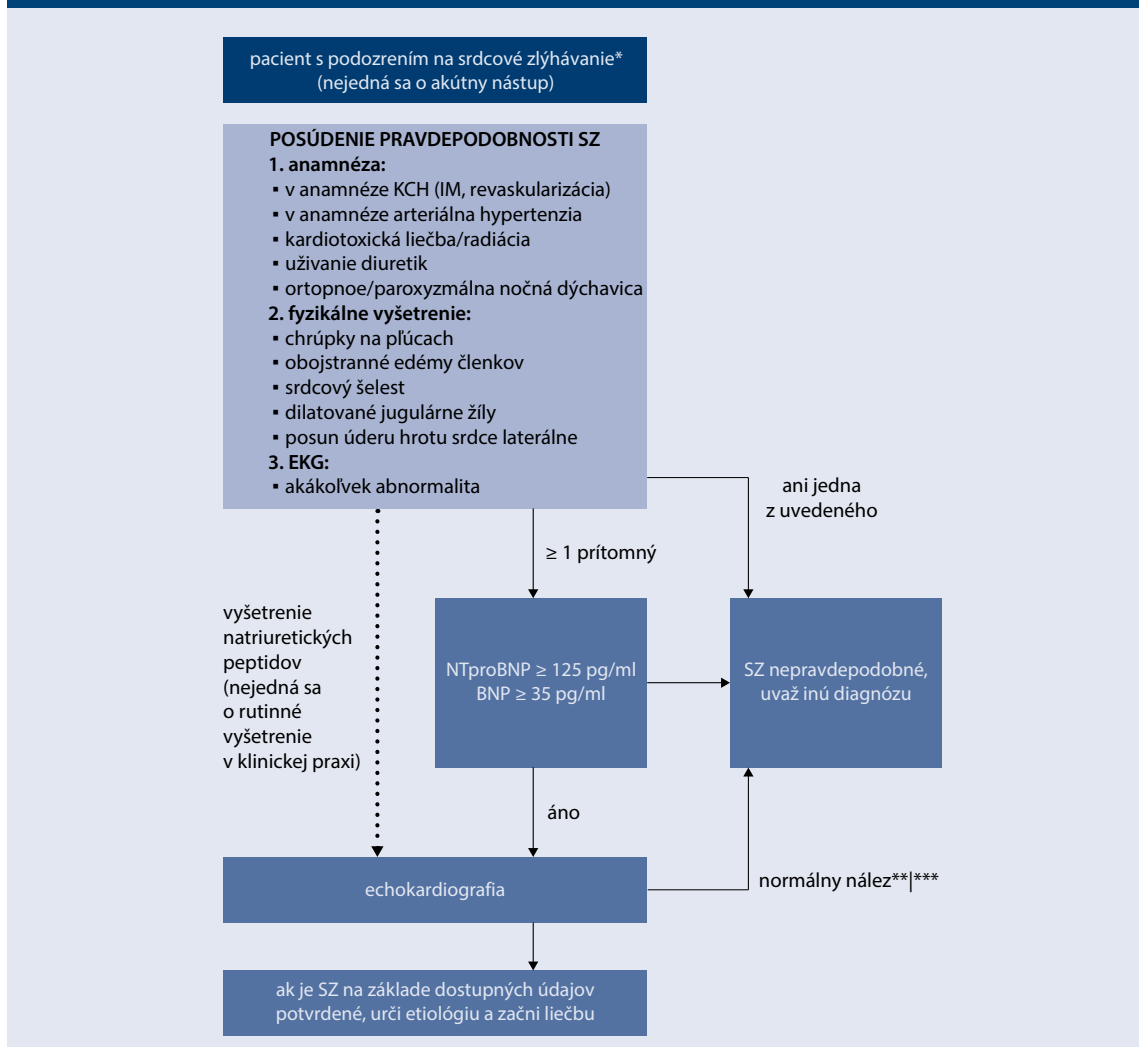 pacient s podozrením na srdcové zlýhávanie*
(nejedná sa o akútny nástup)
POSÚDENIE PRAVDEPODOBNOSTI SZ
1. anamnéza:
▪ v anamnéze KCH (IM, revaskularizácia)
▪ v anamnéze arteriálna hypertenzia
▪ kardiotoxická liečba/radiácia
▪ uživanie diuretik
▪ ortopnoe/paroxyzmálna nočná dýchavica
2. fyzikálne vyšetrenie:
▪ chrúpky na pľúcach
▪ obojstranné edémy členkov
▪ srdcový šelest
▪ dilatované jugulárne žíly
▪ posun úderu hrotu srdce laterálne
3. EKG:
▪ akákoľvek abnormalita
ani jedna
z uvedeného
≥ 1 prítomný
vyšetrenie
natriuretických
peptidov
(nejedná sa
o rutinné
vyšetrenie
v klinickej praxi)
NTproBNP ≥ 125 pg/ml
BNP ≥ 35 pg/ml
SZ nepravdepodobné,
uvaž inú diagnózu
áno
echokardiografia
normálny nález**|***
ak je SZ na základe dostupných údajov
potvrdené, urči etiológiu a začni liečbu